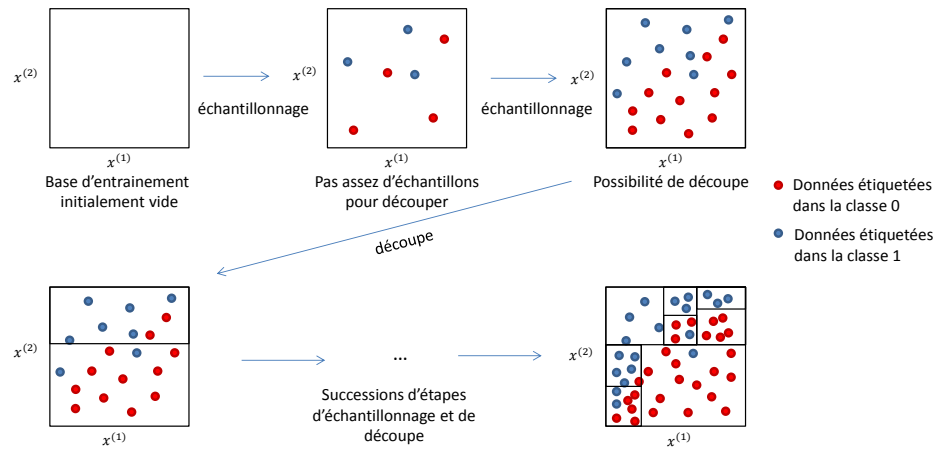 x^(2)
x^(1)
Base d'entrainement
initialement vide
échantillonnage
x^(2)
x^(1)
Pas assez d'échantillons
pour découper
échantillonnage
x^(2)
x^(1)
Possibilité de découpe
Données étiquetées
dans la classe 0
Données étiquetées
dans la classe 1
découpe
x^(2)
x^(1)
...
Successions d'étapes
d'échantillonnage et de
découpe
x^(2)
x^(1)